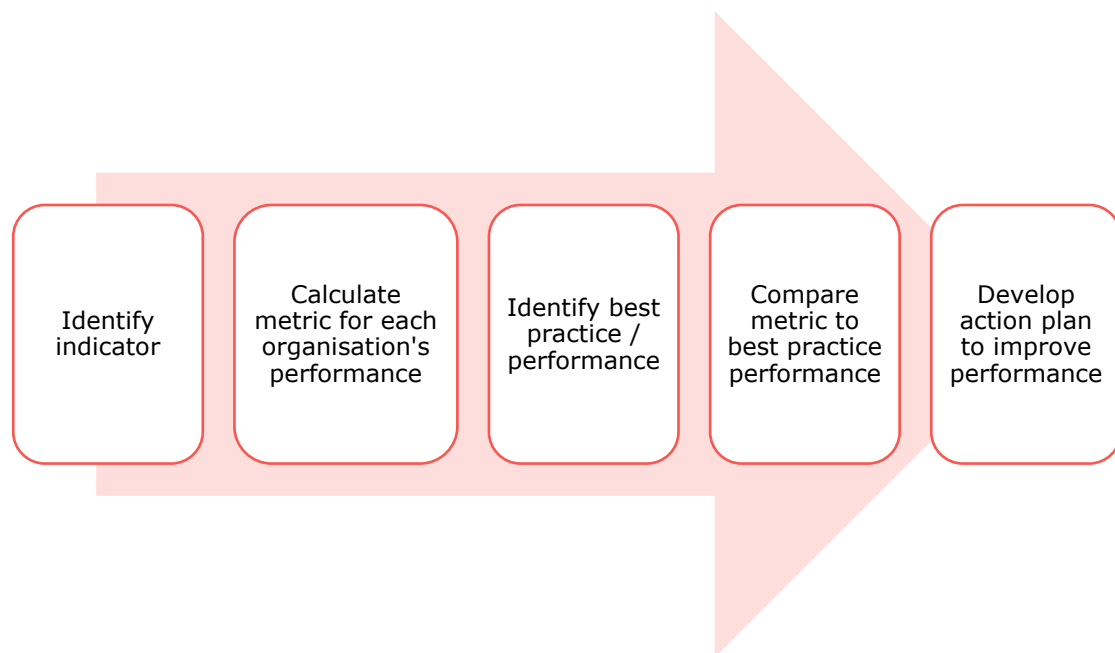 Identify
indicator
Calculate
metric for each
organisation's
performance
Identify best
practice /
performance
Compare
metric to
best practice
performance
Develop
action plan
to improve
performance